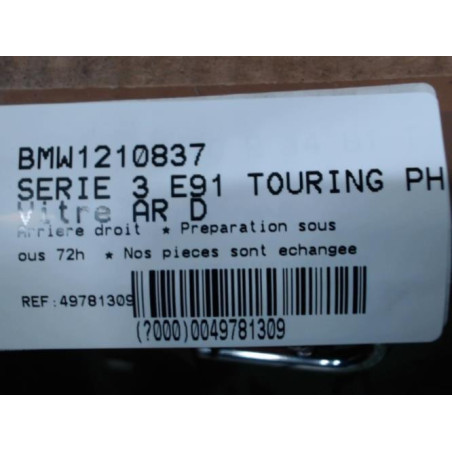 BMW1210837
SERIE 3 E91 TOURING PH
Vitre AR D
Arriere droit * Preparation sous
ous 72h * Nos pieces sont echangee
REF:49781309
(?000)0049781309